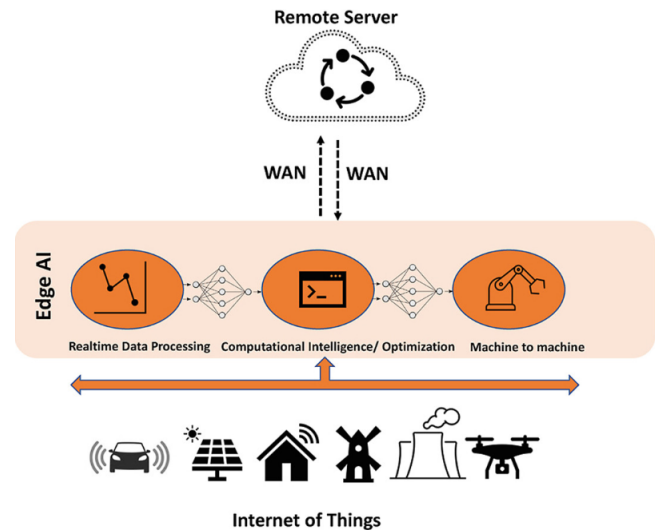 Remote Server
WAN WAN
Edge AI
>_
Realtime Data Processing Computational Intelligence/ Optimization Machine to machine
Internet of Things